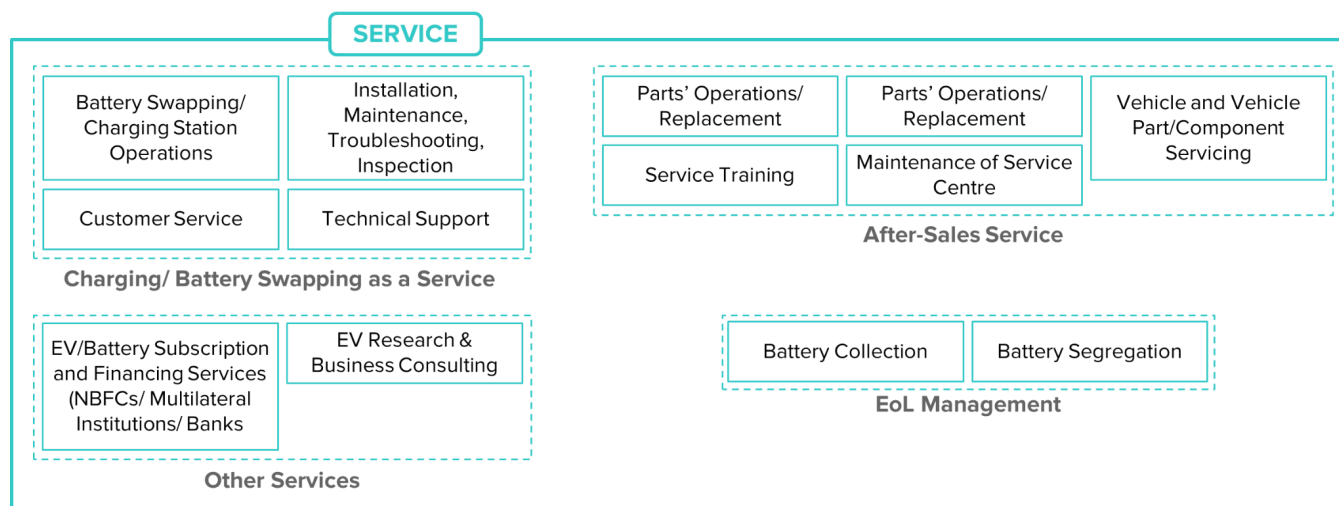 SERVICE
Battery Swapping/
Charging Station
Operations
Installation,
Maintenance,
Troubleshooting,
Inspection
Customer Service
Technical Support
Charging/ Battery Swapping as a Service
Parts’ Operations/
Replacement
Parts’ Operations/
Replacement
Vehicle and Vehicle
Part/Component
Servicing
Service Training
Maintenance of Service
Centre
After-Sales Service
EV/Battery Subscription
and Financing Services
(NBFCs/ Multilateral
Institutions/ Banks
EV Research &
Business Consulting
Other Services
Battery Collection
Battery Segregation
EoL Management